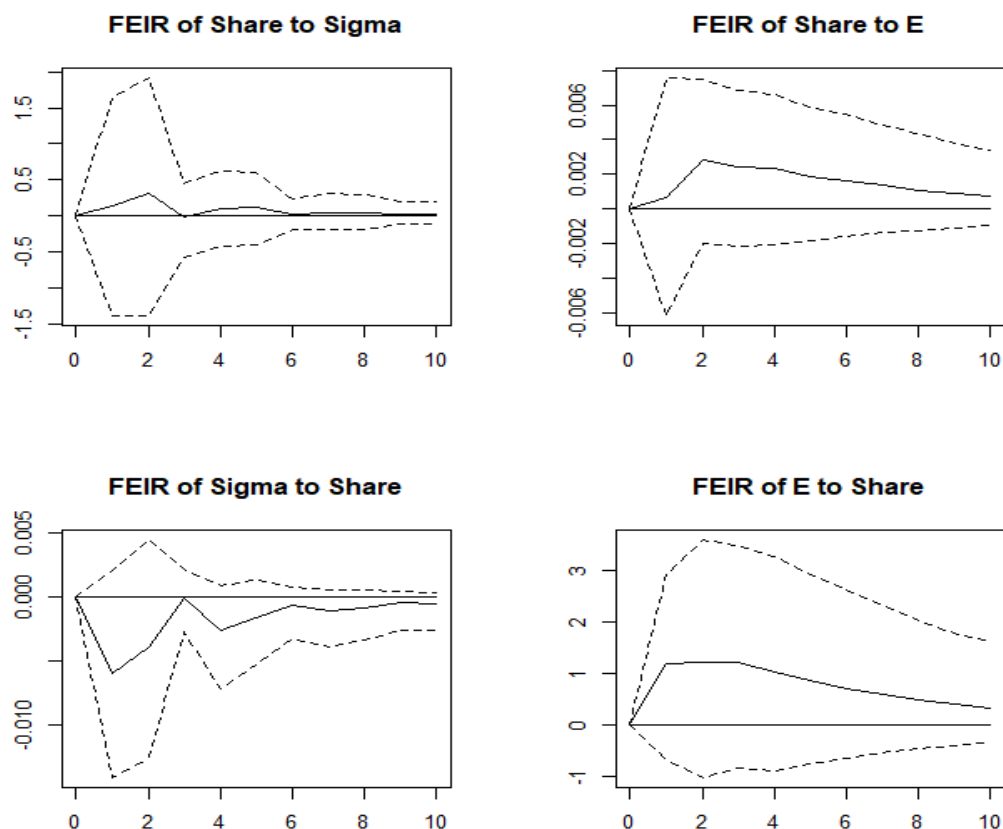 FEIR of Share to Sigma
1.5
0.5
-0.5
-1.5
0 2 4 6 8 10
FEIR of Share to E
0.006
0.002
-0.002
-0.006
0 2 4 6 8 10
FEIR of Sigma to Share
0.005
0.000
-0.010
0 2 4 6 8 10
FEIR of E to Share
3
2
1
0
-1
0 2 4 6 8 10